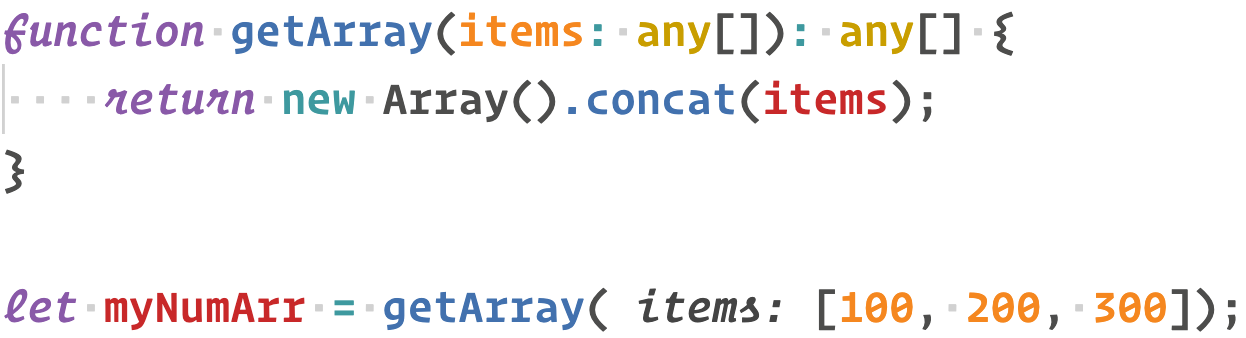 function getArray(items: any[]): any[] {
    return new Array().concat(items);
}
let myNumArr = getArray( items: [100, 200, 300]);